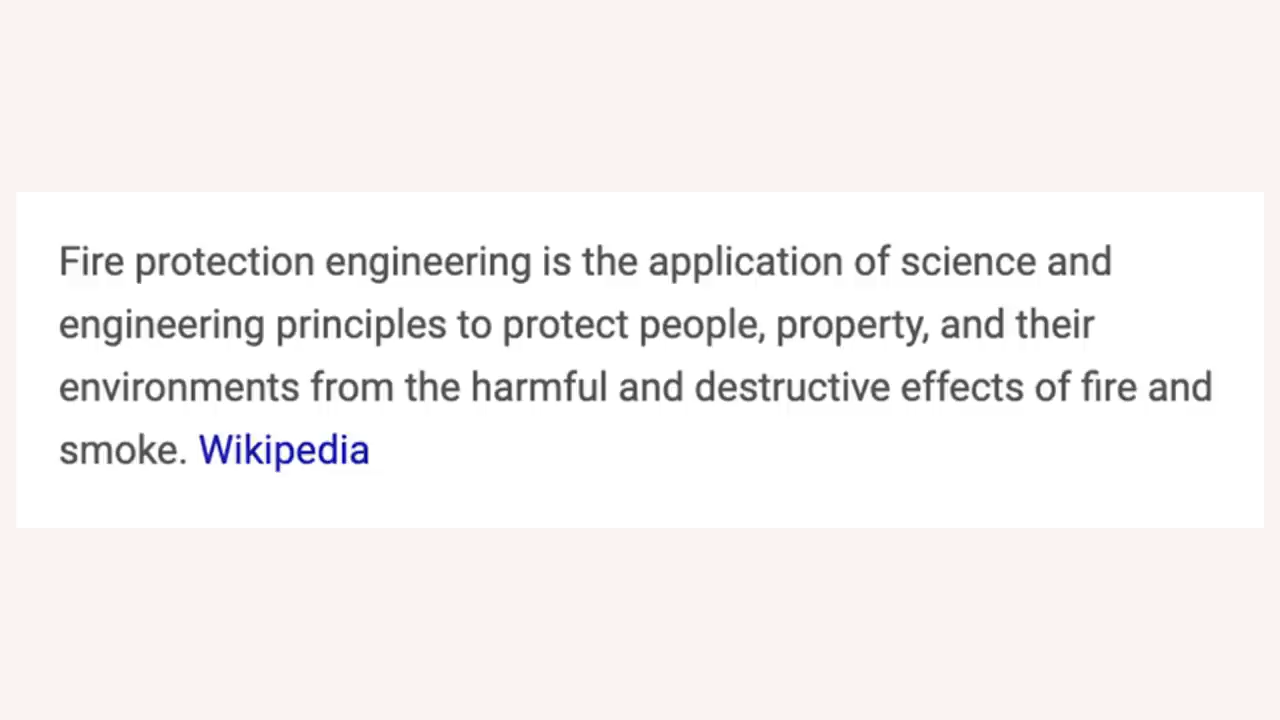 Fire protection engineering is the application of science and
engineering principles to protect people, property, and their
environments from the harmful and destructive effects of fire and
smoke. Wikipedia